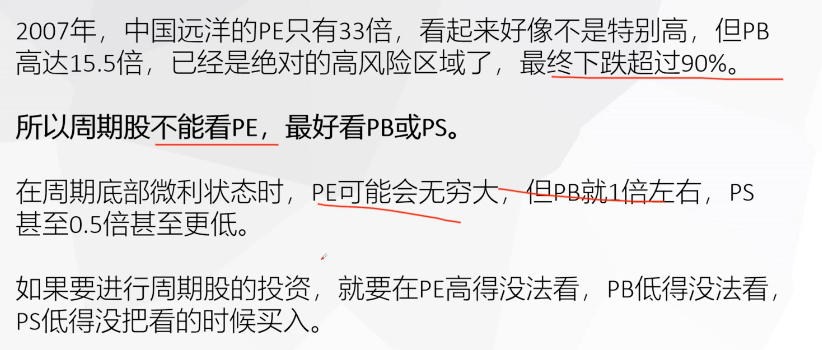 2007年，中国远洋的PE只有33倍，看起来好像不是特别高，但PB
高达15.5倍，已经是绝对的高风险区域了，最终下跌超过90%。
所以周期股不能看PE，最好看PB或PS。
在周期底部微利状态时，PE可能会无穷大，但PB就1倍左右，PS
甚至0.5倍甚至更低。
如果要进行周期股的投资，就要在PE高得没法看，PB低得没法看，
PS低得没把看的时候买入。